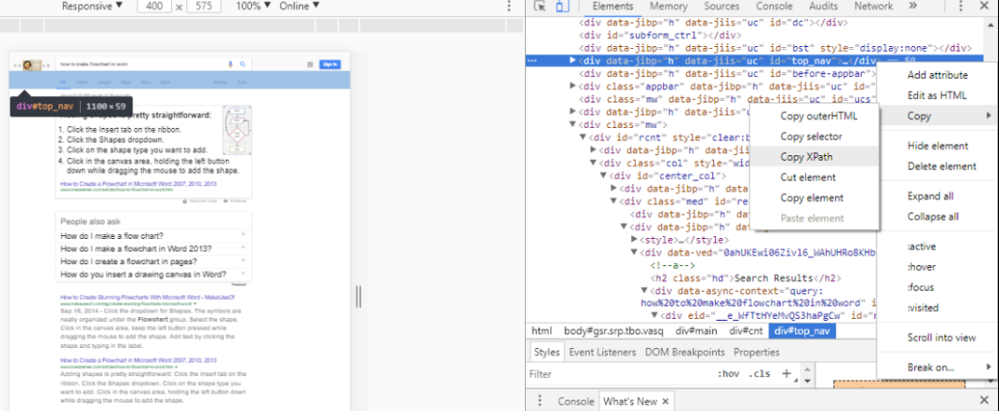 Responsive ▼ 400 × 575 100% ▼ Online ▼
how to make flowchart in word
Sign in
div#top_nav | 1100 × 59
pretty straightforward:
1. Click the Insert tab on the ribbon.
2. Click the Shapes dropdown.
3. Click on the shape type you want to add.
4. Click in the canvas area, holding the left button
down while dragging the mouse to add the shape.
How to Create a Flowchart in Microsoft Word 2007, 2010, 2013
People also ask
How do I make a flow chart?
How do I make a flowchart in Word 2013?
How do I create a flowchart in pages?
How do you insert a drawing canvas in Word?
How to Create Stunning Flowcharts With Microsoft Word - MakeUseOf
Sep 16, 2014 - Click the dropdown for Shapes. The symbols are
neatly organized under the Flowchart group. Select the shape.
Click in the canvas area, keep the left button pressed while
dragging the mouse to add the shape. Add text by clicking the
shape and typing in the label.
How to Create a Flowchart in Microsoft Word 2007, 2010, 2013
Adding shapes is pretty straightforward: Click the Insert tab on the
ribbon. Click the Shapes dropdown. Click on the shape type you
want to add. Click in the canvas area, holding the left button
down while dragging the mouse to add the shape.
Elements Memory Sources Console Audits Network »
<div data-jibp="h" data-jiis="uc" id="dc"></div>
<div id="subform_ctrl"></div>
<div data-jibp="h" data-jiis="uc" id="bst" style="display:none"></div>
… ▶<div data-jibp="h" data-jiis="uc" id="top_nav">…</div> == $0
<div data-jibp="h" data-jiis="uc" id="before-appbar">
▶<div class="appbar" data-jibp="h" data-jiis="uc" id=
<div class="mw" data-jibp="h" data-jiis="uc" id="ucs"
▶<div data-jibp="h" data-jiis="u
▼<div class="mw">
▼<div id="rcnt" style="clear:b
▶<div data-jibp="h" data-jii
▼<div class="col" style="wid
▼<div id="center_col">
▶<div data-jibp="h" data-
▼<div class="med" id="re
<div data-jibp="h" da
▼<div data-jibp="h" da
▶<style>…</style>
▼<div data-ved="0ahUKEwi06Zivl6_WAhUHRo8KHb
<!--a-->
<h2 class="hd">Search Results</h2>
▼<div data-async-context="query:
how%20to%20make%20flowchart%20in%20word" i
▼<div eid="__e_WfTtHYeMvQS3haPgCw" id="
Add attribute
Edit as HTML
Copy
Hide element
Delete element
Expand all
Collapse all
:active
:hover
:focus
:visited
Scroll into view
Break on...
Copy outerHTML
Copy selector
Copy XPath
Cut element
Copy element
Paste element
html body#gsr.srp.tbo.vasq div#main div#cnt div#top_nav
Styles Event Listeners DOM Breakpoints Properties
Filter :hov .cls +
Console What's New ×